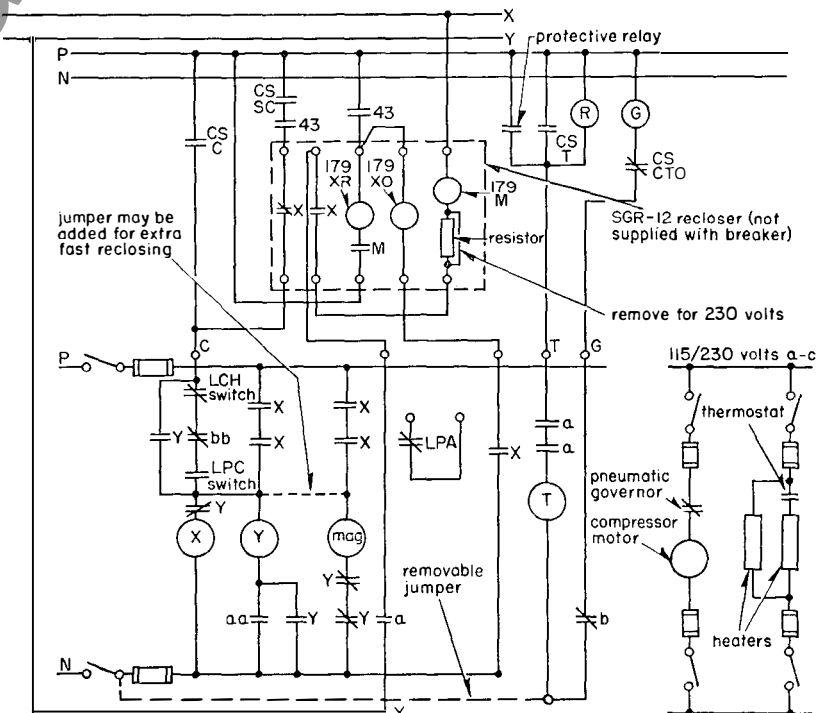 X
Y
P
N
protective relay
CS
SC
43
43
CS
C
CS
T
R
G
CS
CTO
179
XR
179
XO
179
M
X
X
M
resistor
SGR-12 recloser (not
supplied with breaker)
jumper may be
added for extra
fast reclosing
remove for 230 volts
P
C
T
G
115/230 volts a-c
LCH
switch
X
X
X
X
Y
bb
LPC
switch
LPA
X
a
a
thermostat
pneumatic
governor
compressor
motor
Y
X
Y
mag
T
Y
removable
jumper
aa
Y
Y
a
b
heaters
N
Y